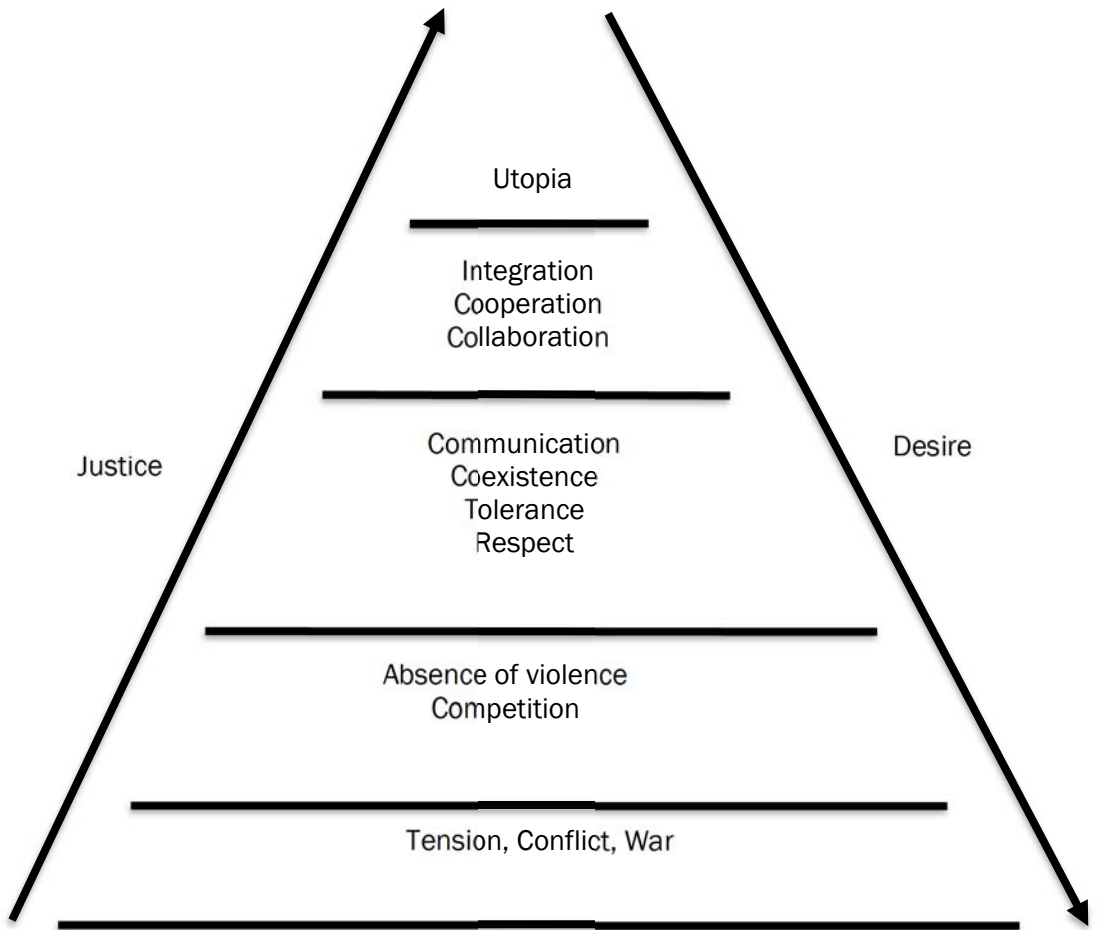 Utopia
Integration
Cooperation
Collaboration
Communication
Coexistence
Tolerance
Respect
Justice
Desire
Absence of violence
Competition
Tension, Conflict, War